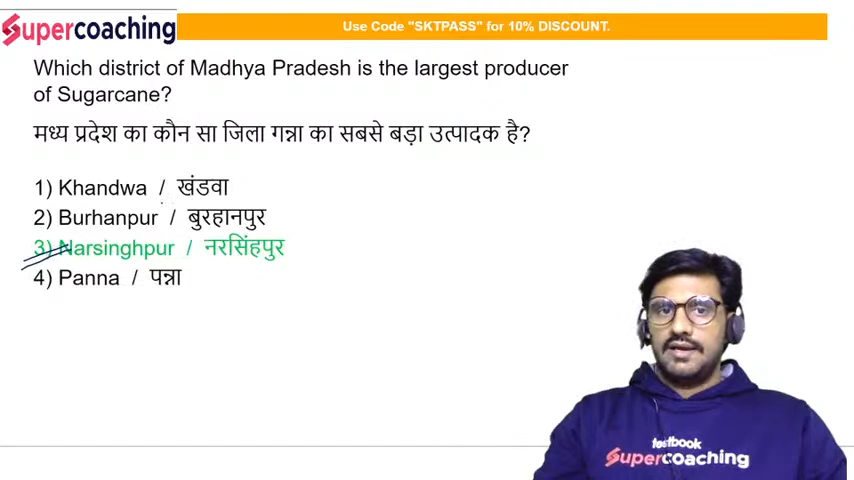 Supercoaching
Use Code "SKTPASS" for 10% DISCOUNT.
Which district of Madhya Pradesh is the largest producer
of Sugarcane?
मध्य प्रदेश का कौन सा जिला गन्ना का सबसे बड़ा उत्पादक है?
1) Khandwa / खंडवा
2) Burhanpur / बुरहानपुर
3) Narsinghpur / नरसिंहपुर
4) Panna / पन्ना
testbook
Supercoaching